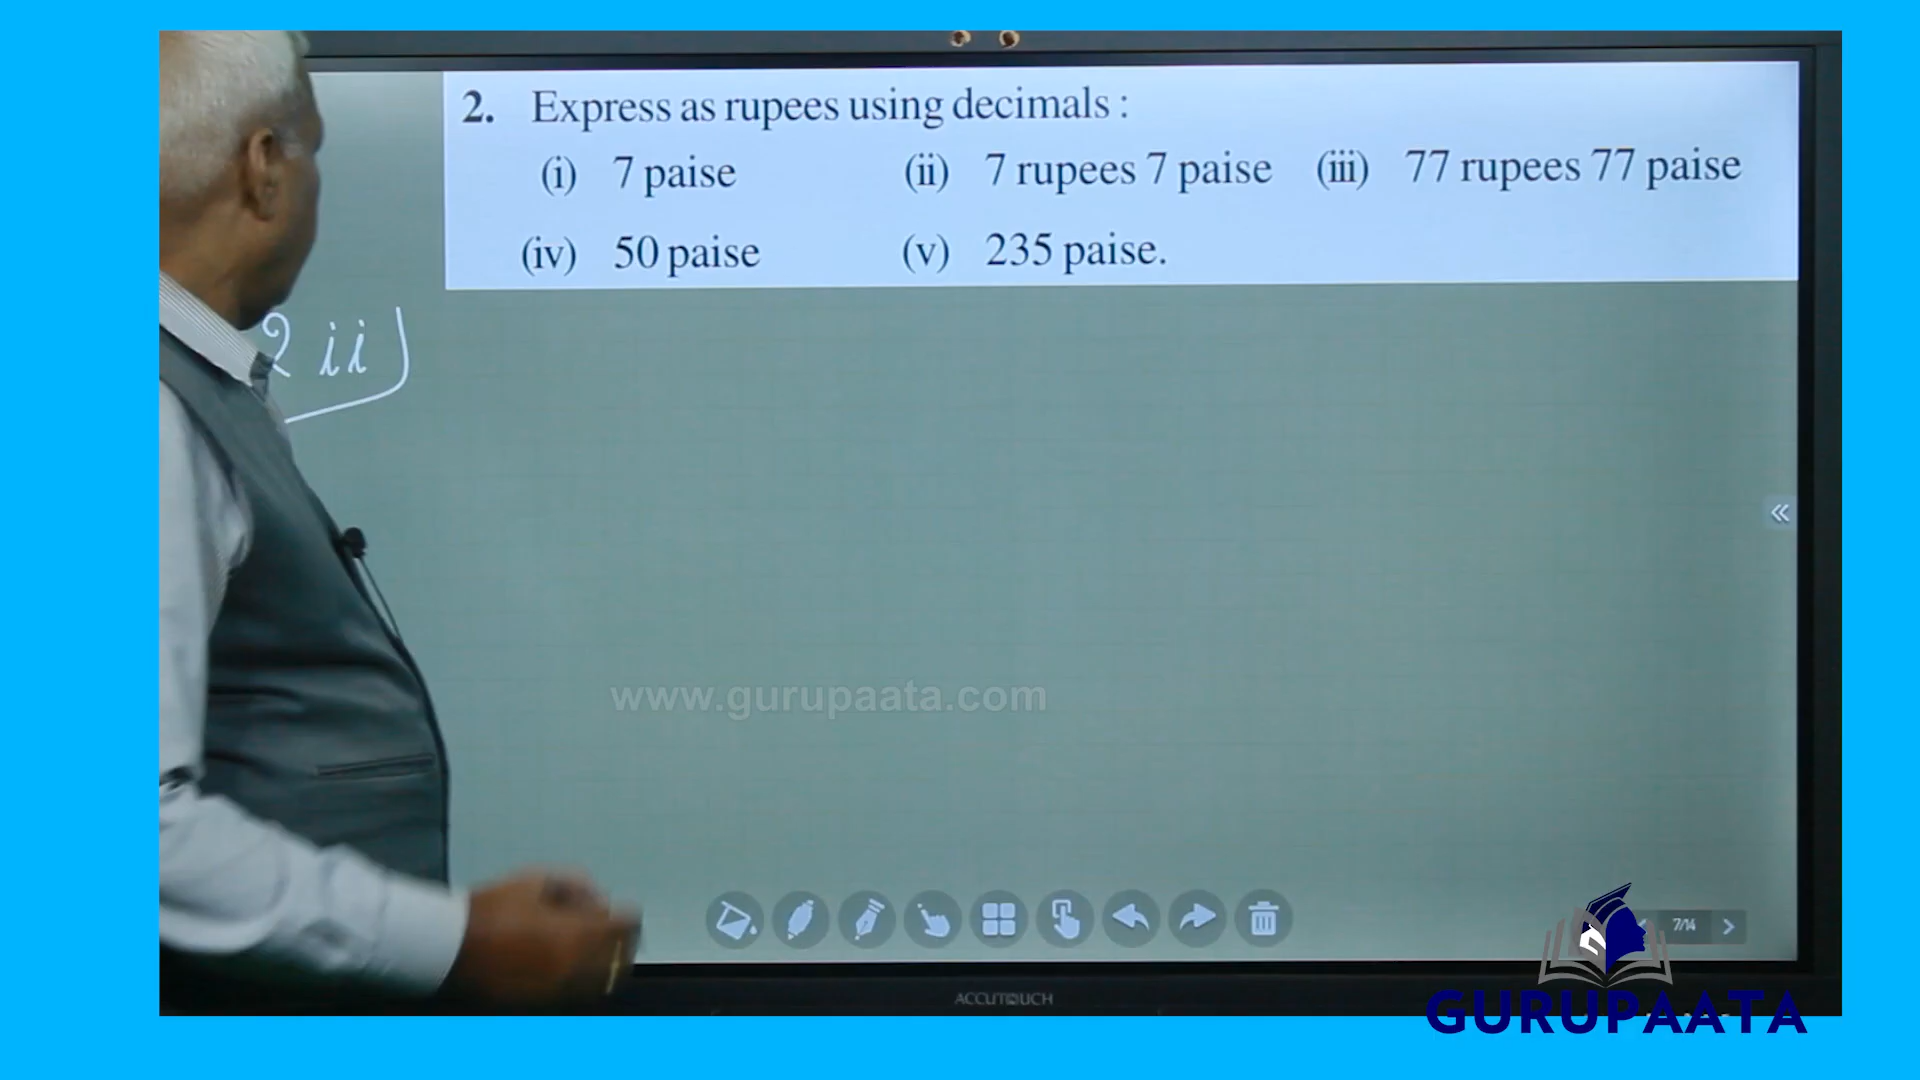 2. Express as rupees using decimals :
(i) 7 paise (ii) 7 rupees 7 paise (iii) 77 rupees 77 paise
(iv) 50 paise (v) 235 paise.
2 ii)
www.gurupaata.com
7/14
ACCUTOUCH
GURUPAATA